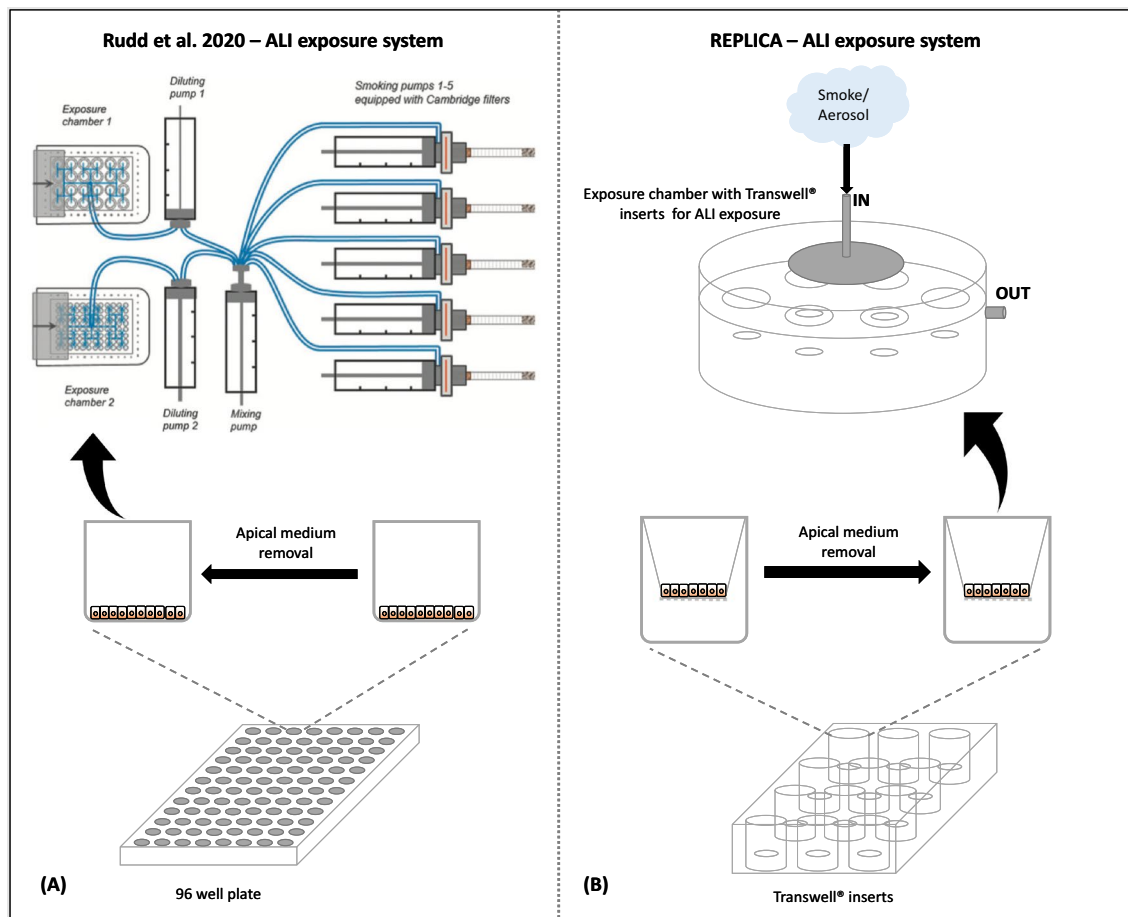 Rudd et al. 2020 – ALI exposure system
Diluting
pump 1
Smoking pumps 1-5
equipped with Cambridge filters
Exposure
chamber 1
Exposure
chamber 2
Diluting
pump 2
Mixing
pump
Apical medium
removal
96 well plate
(A)
REPLICA – ALI exposure system
Smoke/
Aerosol
IN
Exposure chamber with Transwell®
inserts for ALI exposure
OUT
Apical medium
removal
Transwell® inserts
(B)